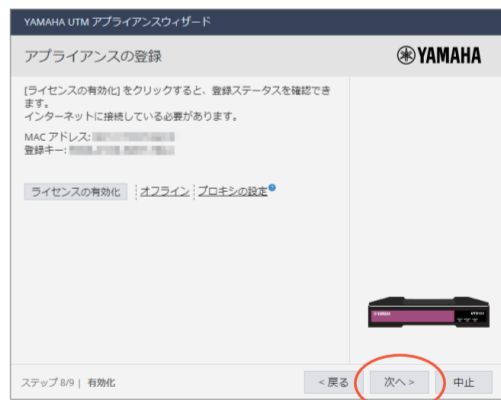 YAMAHA UTM アプライアンスウィザード
アプライアンスの登録
YAMAHA
[ライセンスの有効化] をクリックすると、登録ステータスを確認でき
ます。
インターネットに接続している必要があります。
MAC アドレス:
登録キー:
ライセンスの有効化 オフライン プロキシの設定
ステップ 8/9 | 有効化 < 戻る 次へ > 中止